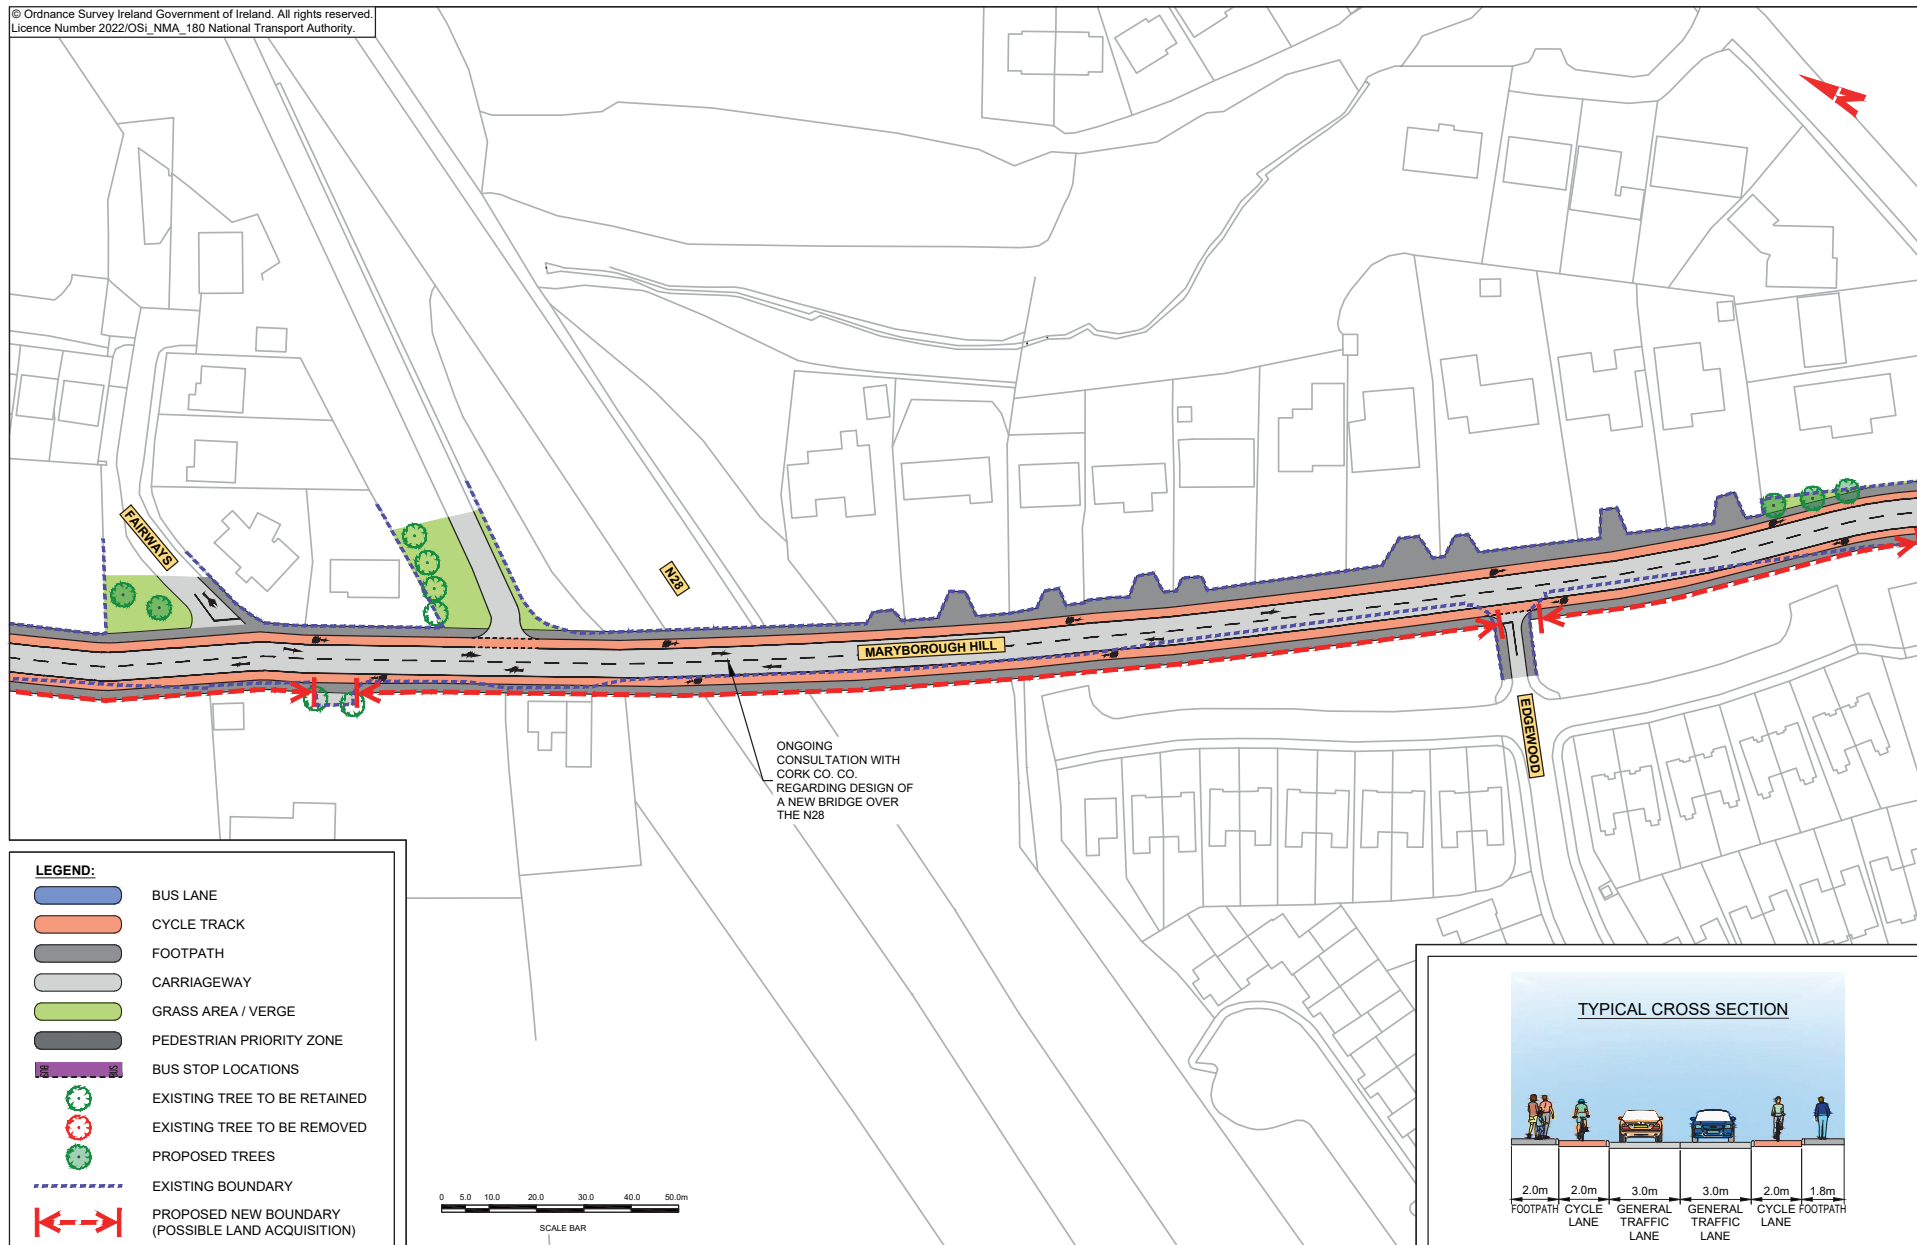 © Ordnance Survey Ireland Government of Ireland. All rights reserved.
Licence Number 2022/OSi_NMA_180 National Transport Authority.
N
FAIRWAYS
N28
MARYBOROUGH HILL
EDGEWOOD
ONGOING
CONSULTATION WITH
CORK CO. CO.
REGARDING DESIGN OF
A NEW BRIDGE OVER
THE N28
LEGEND:
BUS LANE
CYCLE TRACK
FOOTPATH
CARRIAGEWAY
GRASS AREA / VERGE
PEDESTRIAN PRIORITY ZONE
BUS BUS
BUS STOP LOCATIONS
EXISTING TREE TO BE RETAINED
EXISTING TREE TO BE REMOVED
PROPOSED TREES
EXISTING BOUNDARY
PROPOSED NEW BOUNDARY
(POSSIBLE LAND ACQUISITION)
0 5.0 10.0 20.0 30.0 40.0 50.0m
SCALE BAR
TYPICAL CROSS SECTION
2.0m 2.0m 3.0m 3.0m 2.0m 1.8m
FOOTPATH CYCLE GENERAL GENERAL CYCLE FOOTPATH
LANE TRAFFIC TRAFFIC LANE
LANE LANE